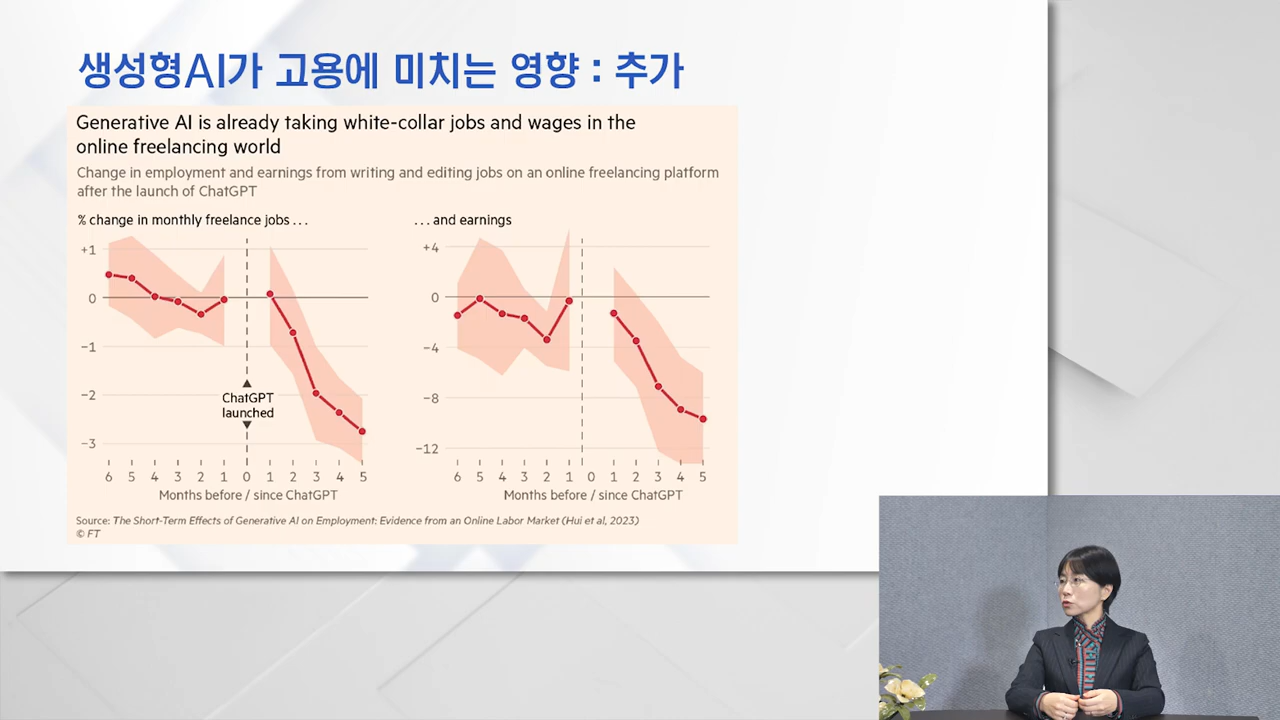 생성형AI가 고용에 미치는 영향 : 추가
Generative AI is already taking white-collar jobs and wages in the
online freelancing world
Change in employment and earnings from writing and editing jobs on an online freelancing platform
after the launch of ChatGPT
% change in monthly freelance jobs ...
+1
0
−1
−2
−3
ChatGPT
launched
6 5 4 3 2 1 0 1 2 3 4 5
Months before / since ChatGPT
... and earnings
+4
0
−4
−8
−12
6 5 4 3 2 1 0 1 2 3 4 5
Months before / since ChatGPT
Source: The Short-Term Effects of Generative AI on Employment: Evidence from an Online Labor Market (Hui et al, 2023)
© FT